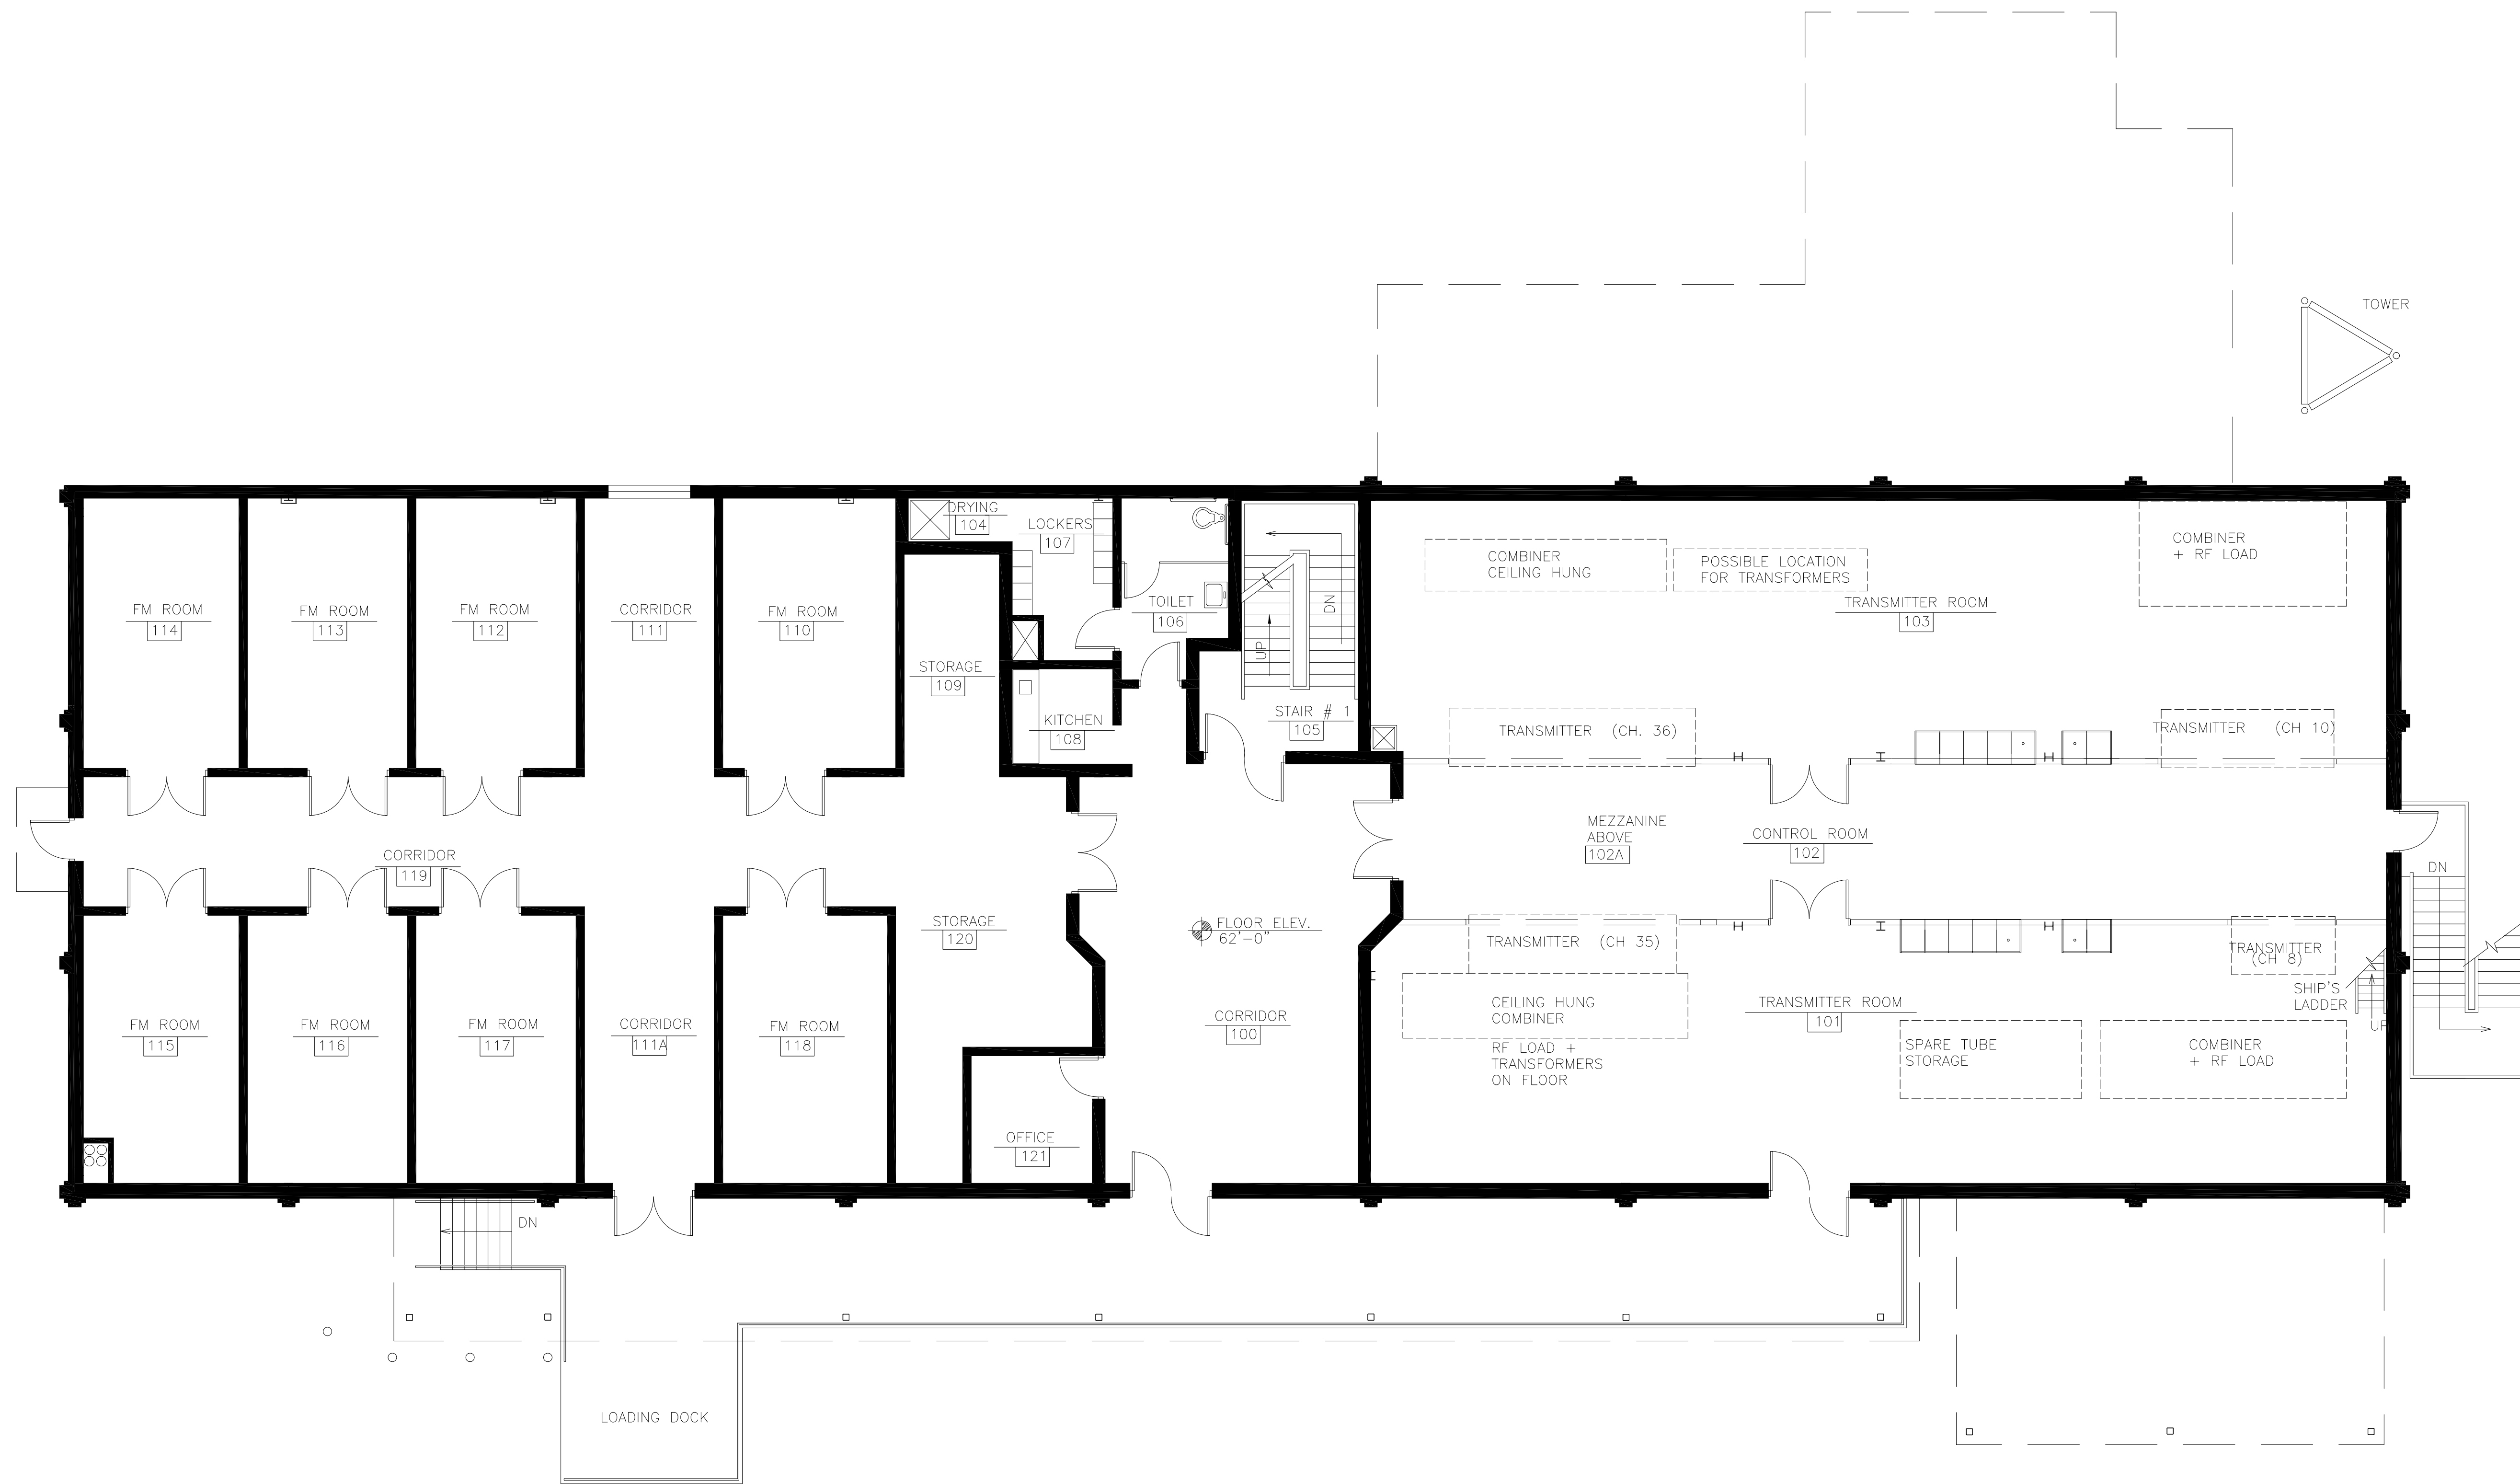 TOWER
DRYING
104
LOCKERS
107
COMBINER
CEILING HUNG
POSSIBLE LOCATION
FOR TRANSFORMERS
COMBINER
+ RF LOAD
FM ROOM
114
FM ROOM
113
FM ROOM
112
CORRIDOR
111
FM ROOM
110
TOILET
106
DN
UP
TRANSMITTER ROOM
103
STORAGE
109
KITCHEN
108
STAIR # 1
105
TRANSMITTER (CH. 36)
TRANSMITTER (CH 10)
CORRIDOR
119
MEZZANINE
ABOVE
102A
CONTROL ROOM
102
DN
STORAGE
120
FLOOR ELEV.
62'-0"
TRANSMITTER (CH 35)
TRANSMITTER
(CH 8)
SHIP'S
LADDER
UP
FM ROOM
115
FM ROOM
116
FM ROOM
117
CORRIDOR
111A
FM ROOM
118
CORRIDOR
100
CEILING HUNG
COMBINER
RF LOAD +
TRANSFORMERS
ON FLOOR
TRANSMITTER ROOM
101
SPARE TUBE
STORAGE
COMBINER
+ RF LOAD
OFFICE
121
DN
LOADING DOCK